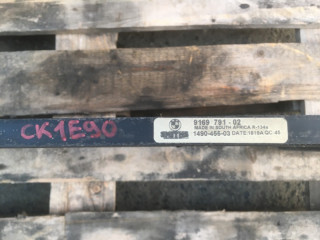 CK1E90
9169 791 - 02
MADE IN SOUTH AFRICA
1490-466-03 DATE: